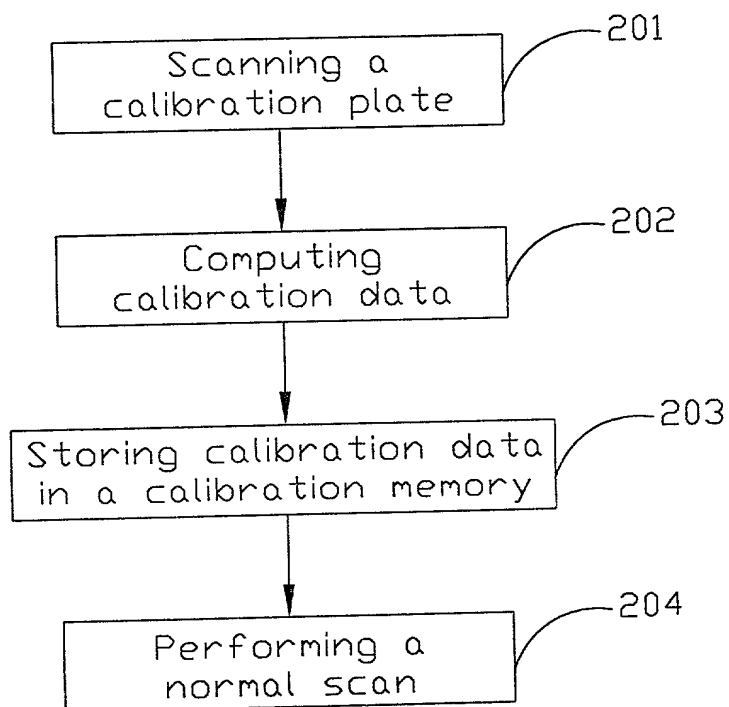 201
Scanning a
calibration plate
202
Computing
calibration data
203
Storing calibration data
in a calibration memory
204
Performing a
normal scan